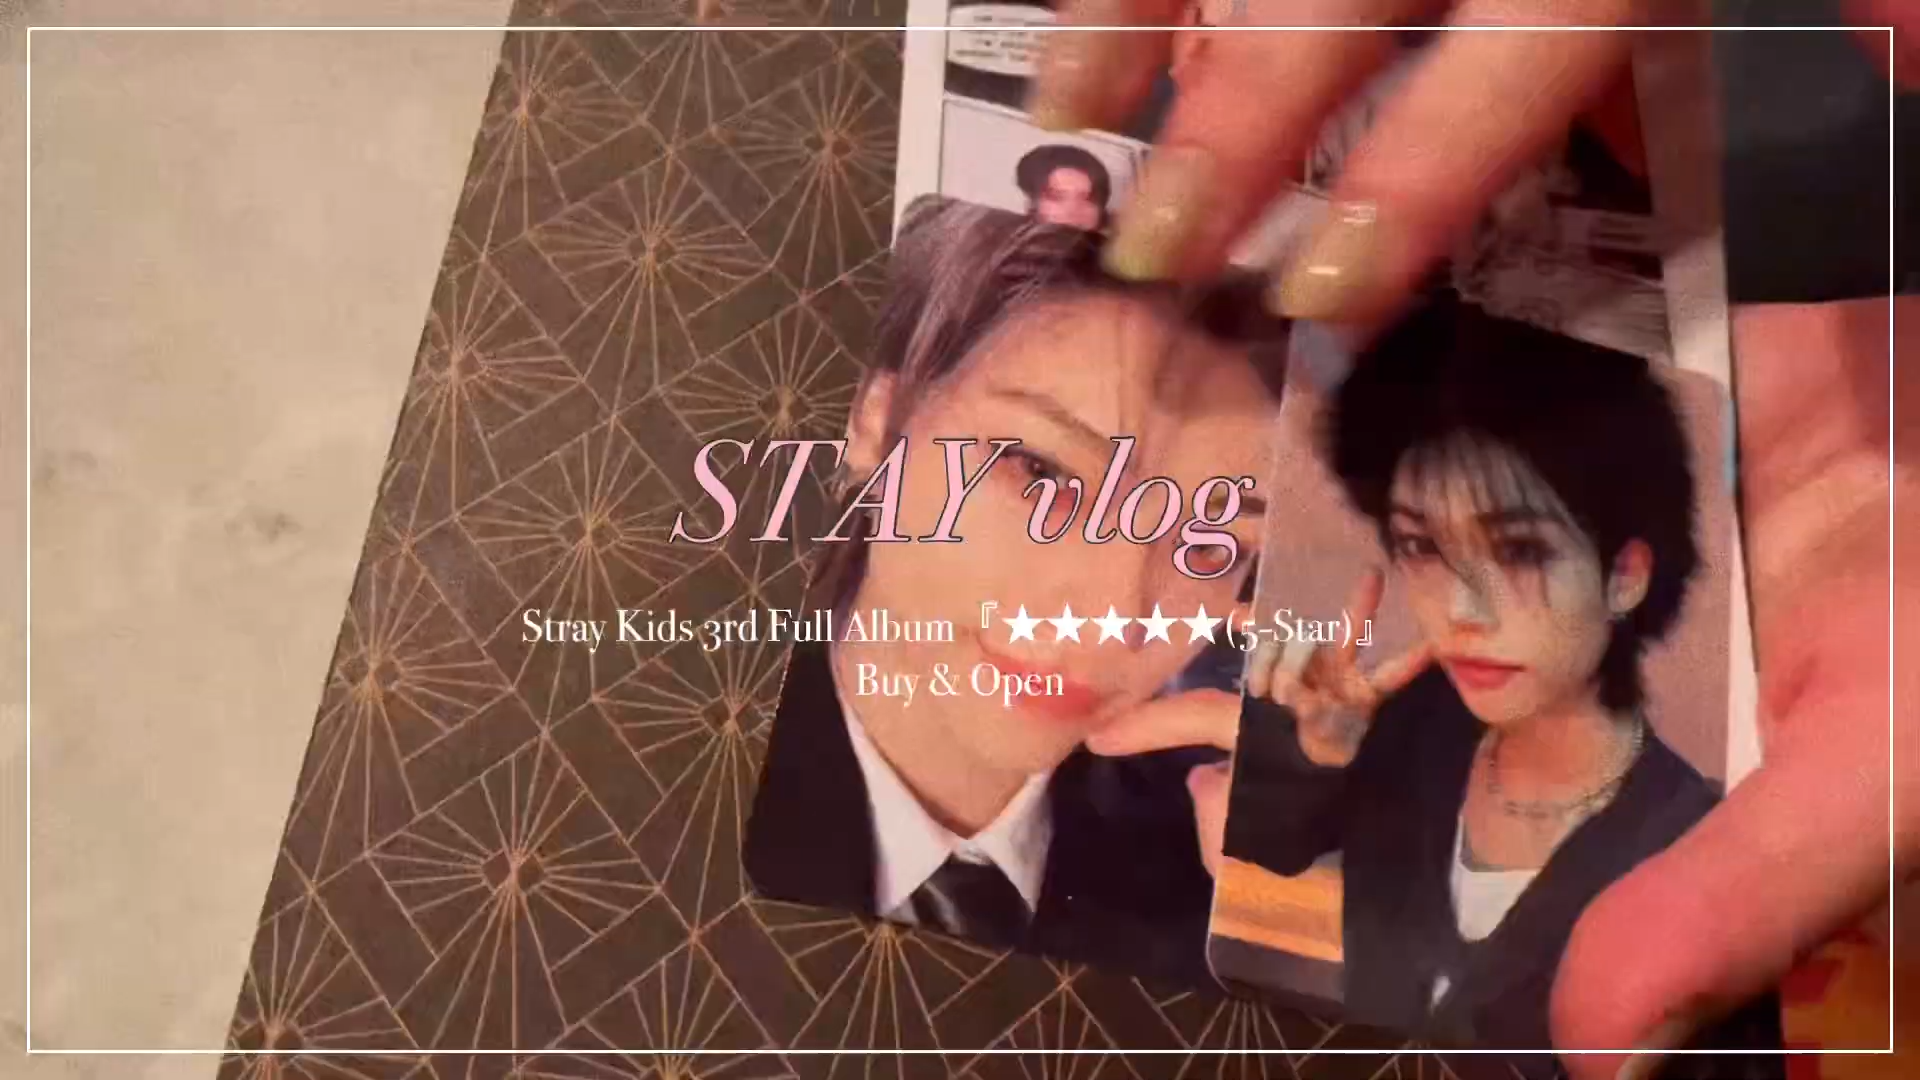 STAY vlog
Stray Kids 3rd Full Album『★★★★★(5-Star)』
Buy & Open